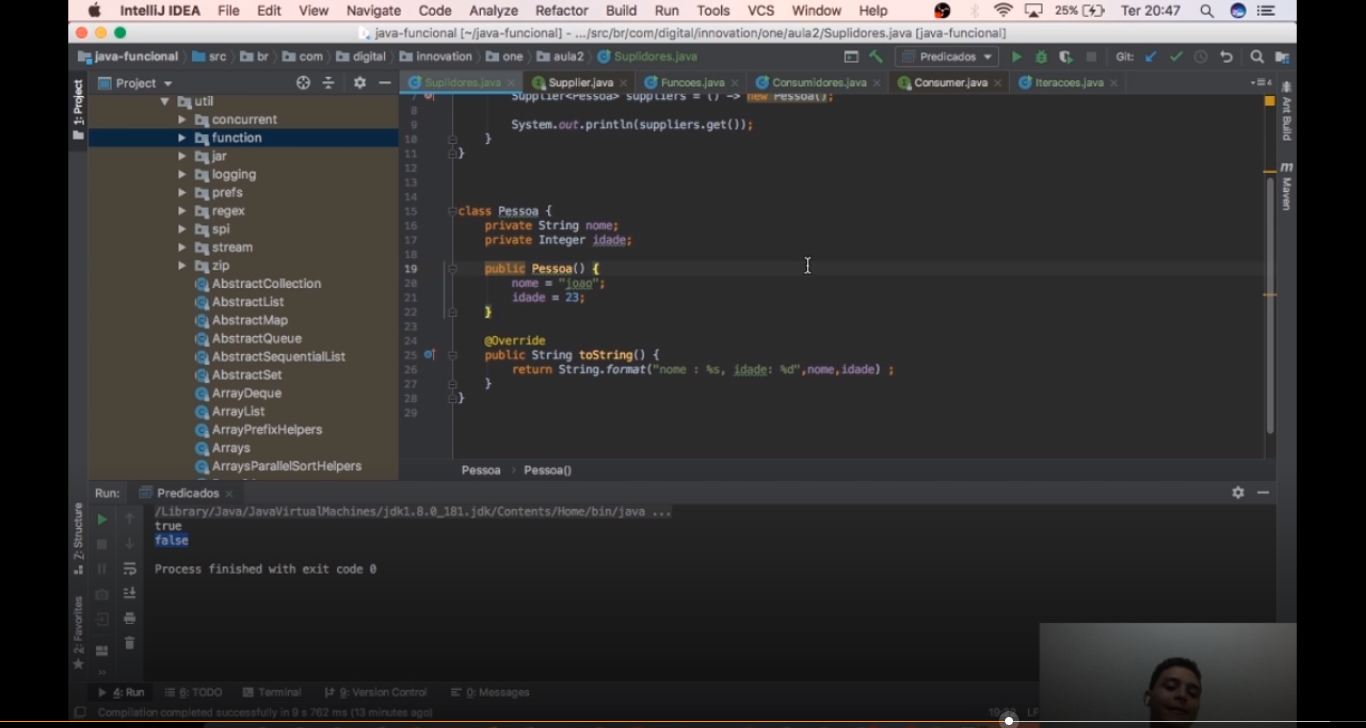 IntelliJ IDEA File Edit View Navigate Code Analyze Refactor Build Run Tools VCS Window Help 25% Ter 20:47
java-funcional [~/java-funcional] - .../src/br/com/digital/innovation/one/aula2/Suplidores.java [java-funcional]
java-funcional src br com digital innovation one aula2 Suplidores.java Predicados Git:
1: Project
Project
Suplidores.java Supplier.java Funcoes.java Consumidores.java Consumer.java Iteracoes.java
Ant Build
Maven
util
concurrent
function
jar
logging
prefs
regex
spi
stream
zip
AbstractCollection
AbstractList
AbstractMap
AbstractQueue
AbstractSequentialList
AbstractSet
ArrayDeque
ArrayList
ArrayPrefixHelpers
Arrays
ArraysParallelSortHelpers
7 Supplier<Pessoa> suppliers = () -> new Pessoa();
8
9 System.out.println(suppliers.get());
10 }
11 }
12
13
14
15 class Pessoa {
16 private String nome;
17 private Integer idade;
18
19 public Pessoa() {
20 nome = "joao";
21 idade = 23;
22 }
23
24 @Override
25 public String toString() {
26 return String.format("nome : %s, idade: %d",nome,idade) ;
27 }
28 }
29
Pessoa Pessoa()
Run: Predicados
/Library/Java/JavaVirtualMachines/jdk1.8.0_181.jdk/Contents/Home/bin/java ...
true
false
Process finished with exit code 0
Z: Structure
2: Favorites
4: Run 6: TODO Terminal 9: Version Control 0: Messages
Compilation completed successfully in 9 s 762 ms (13 minutes ago)